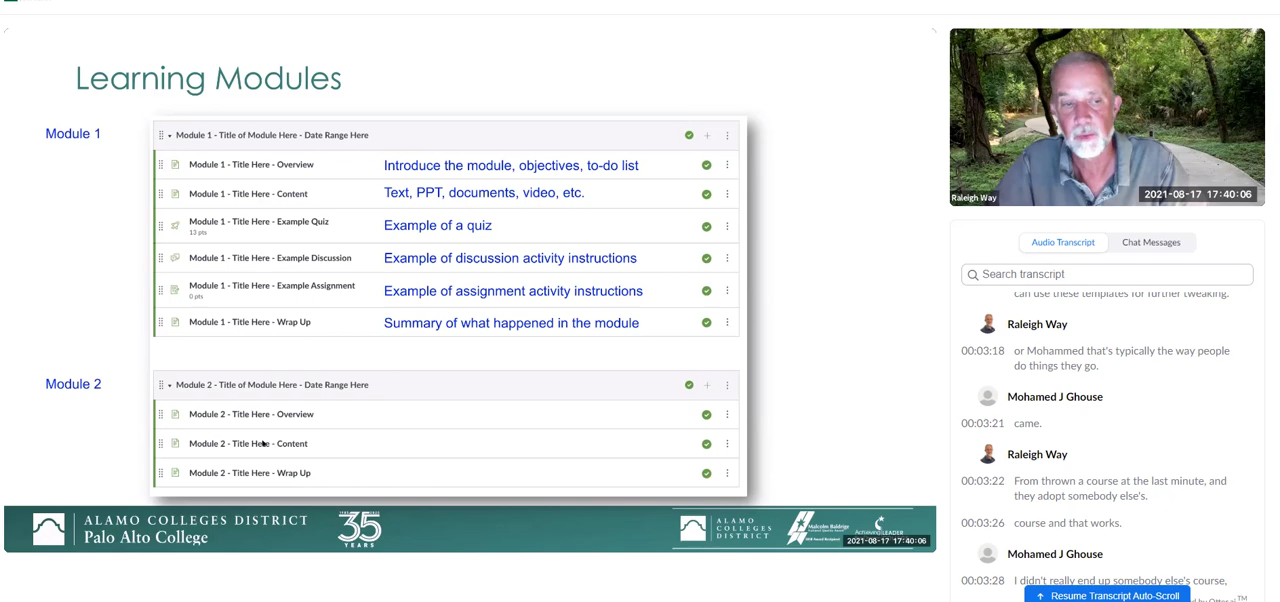 Learning Modules
Module 1
Module 1 - Title of Module Here - Date Range Here
Module 1 - Title Here - Overview
Introduce the module, objectives, to-do list
Module 1 - Title Here - Content
Text, PPT, documents, video, etc.
Module 1 - Title Here - Example Quiz
13 pts
Example of a quiz
Module 1 - Title Here - Example Discussion
Example of discussion activity instructions
Module 1 - Title Here - Example Assignment
0 pts
Example of assignment activity instructions
Module 1 - Title Here - Wrap Up
Summary of what happened in the module
Module 2
Module 2 - Title of Module Here - Date Range Here
Module 2 - Title Here - Overview
Module 2 - Title Here - Content
Module 2 - Title Here - Wrap Up
ALAMO COLLEGES DISTRICT
Palo Alto College
35
YEARS
ALAMO
COLLEGES
DISTRICT
Malcolm Baldrige
LEADER
2021-08-17 17:40:06
Raleigh Way
2021-08-17 17:40:06
Audio Transcript
Chat Messages
Search transcript
can use these templates for further tweaking.
Raleigh Way
00:03:18 or Mohammed that's typically the way people
do things they go.
Mohamed J Ghouse
00:03:21 came.
Raleigh Way
00:03:22 From thrown a course at the last minute, and
they adopt somebody else's.
00:03:26 course and that works.
Mohamed J Ghouse
00:03:28 I didn't really end up somebody else's course,
Resume Transcript Auto-Scroll